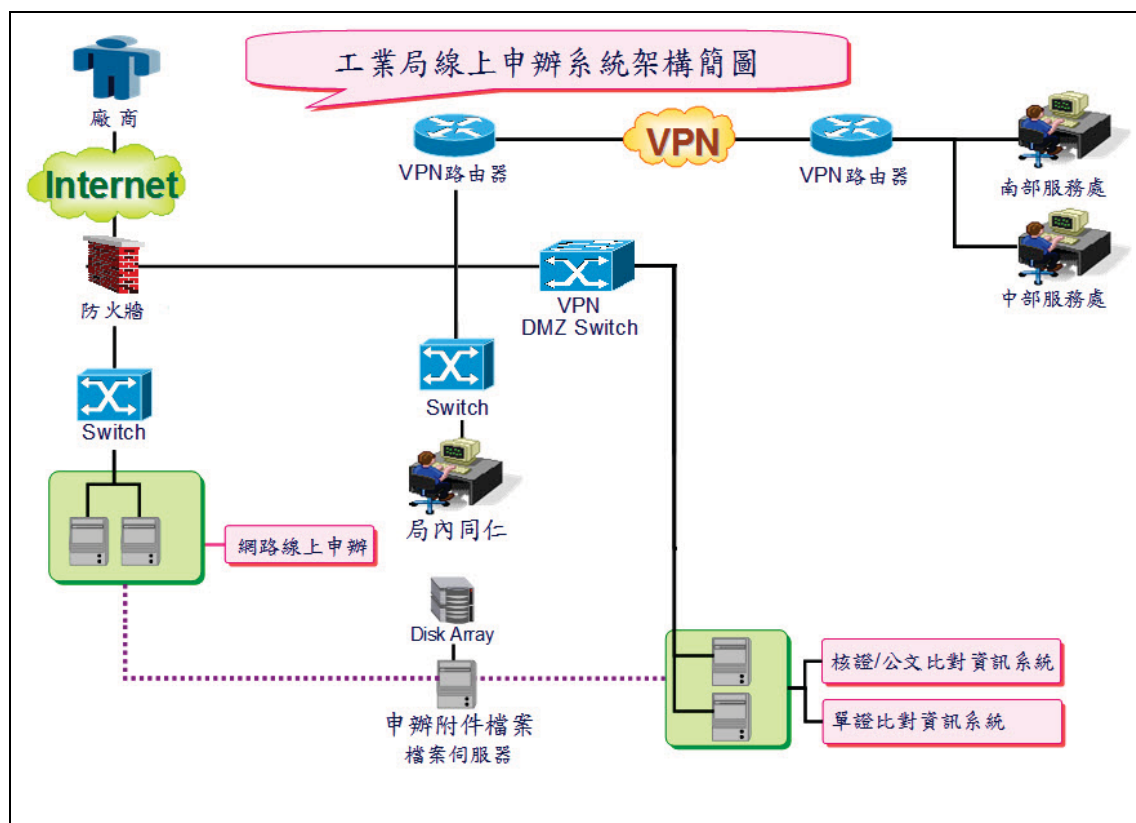 工業局線上申辦系統架構簡圖
廠商
Internet
防火牆
Switch
網路線上申辦
VPN路由器
VPN
VPN路由器
南部服務處
中部服務處
VPN
DMZ Switch
Switch
局內同仁
Disk Array
申辦附件檔案
檔案伺服器
核證/公文比對資訊系統
單證比對資訊系統